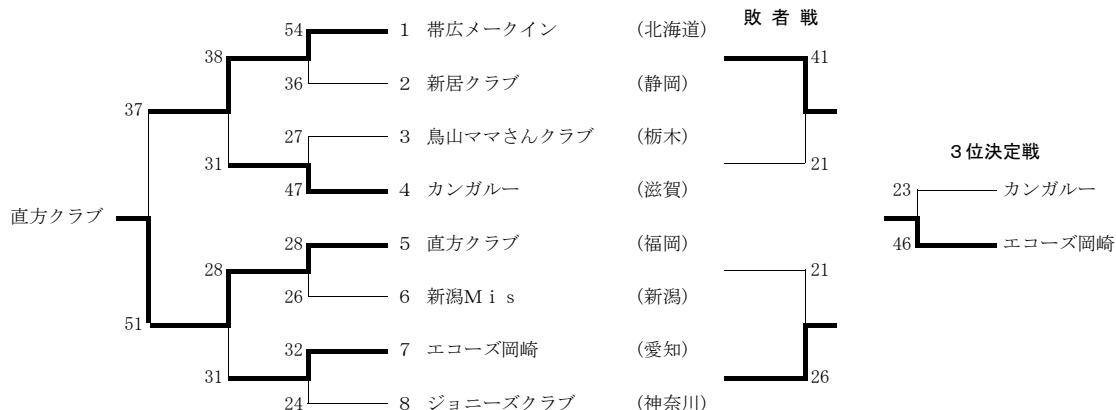 敗 者 戦
54
1 帯広メークイン (北海道)
41
38
36
2 新居クラブ (静岡)
37
27
3 鳥山ママさんクラブ (栃木)
31
21
3位決定戦
47
4 カンガルー (滋賀)
23 カンガルー
直方クラブ
28
5 直方クラブ (福岡)
46 エコーズ岡崎
28
21
26
6 新潟Mis (新潟)
51
32
7 エコーズ岡崎 (愛知)
31
26
24
8 ジョニーズクラブ (神奈川)